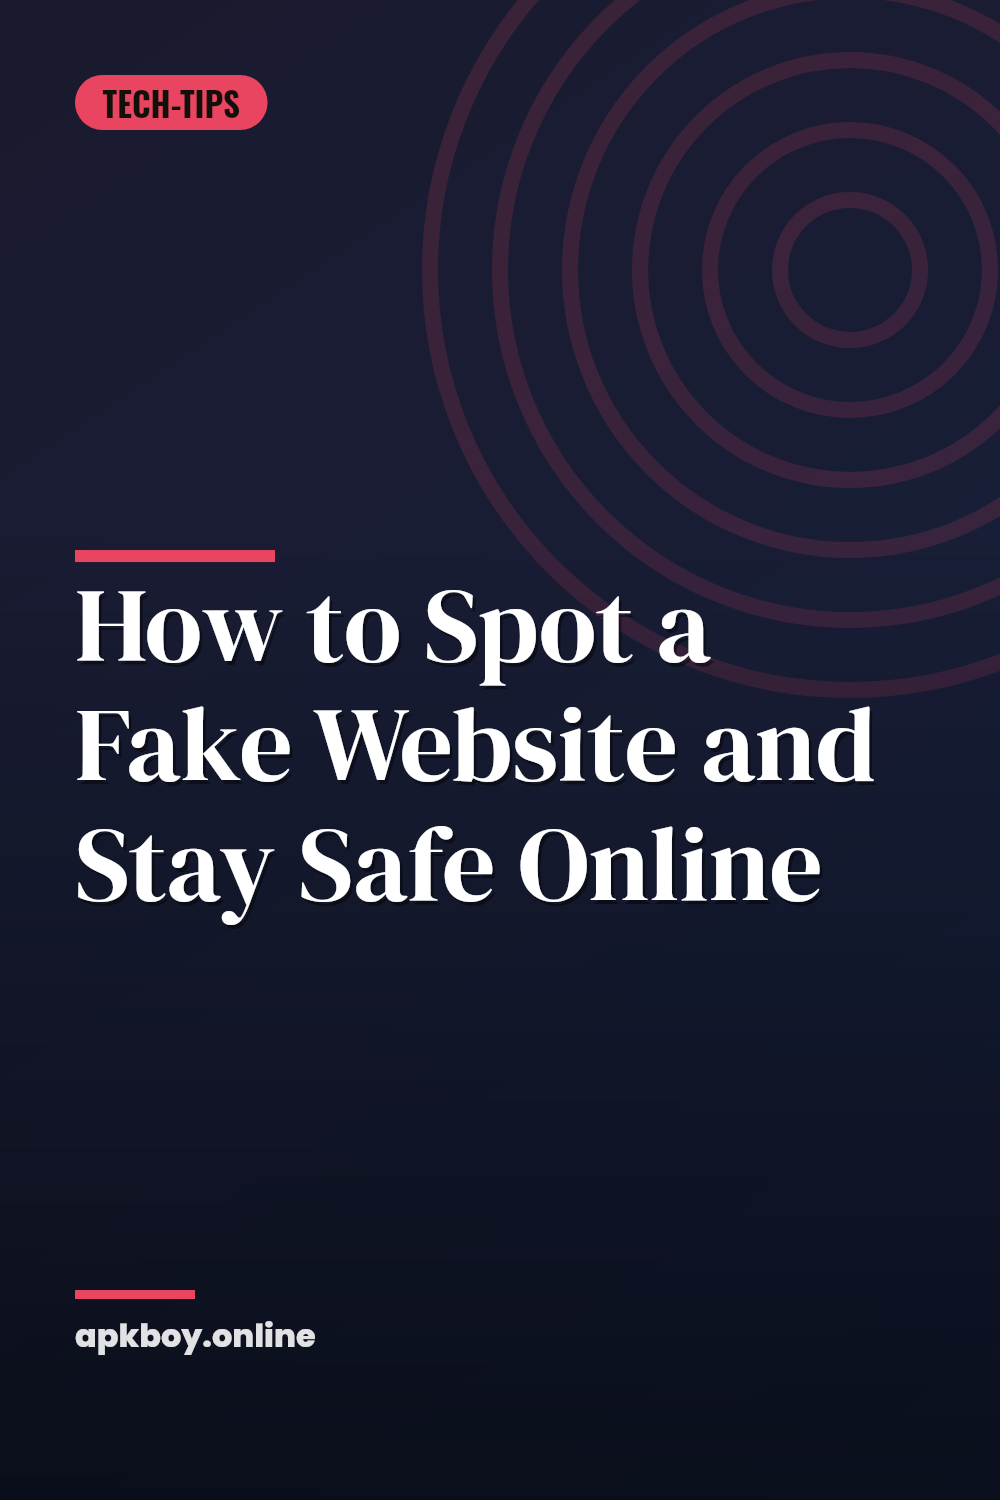 TECH-TIPS
How to Spot a
Fake Website and
Stay Safe Online
apkboy.online